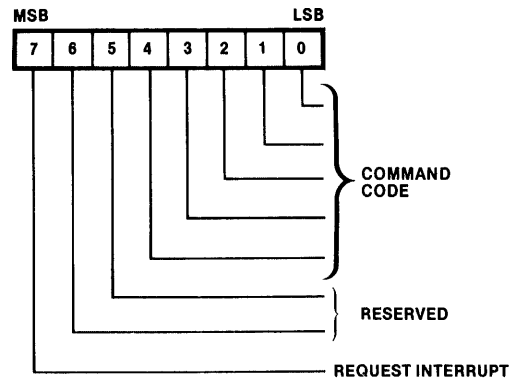 MSB LSB
7 6 5 4 3 2 1 0
COMMAND
CODE
RESERVED
REQUEST INTERRUPT